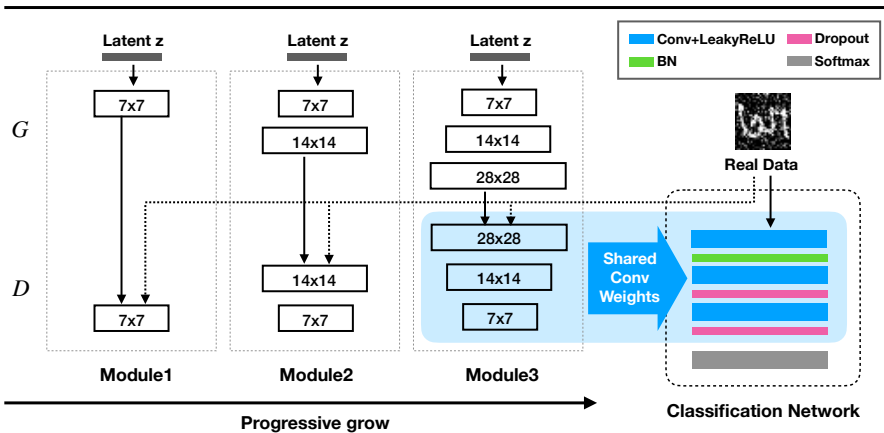 Latent z
Latent z
Latent z
Conv+LeakyReLU
Dropout
BN
Softmax
G
7x7
7x7
7x7
14x14
14x14
28x28
Real Data
D
28x28
14x14
14x14
7x7
7x7
7x7
Shared
Conv
Weights
Module1
Module2
Module3
Progressive grow
Classification Network